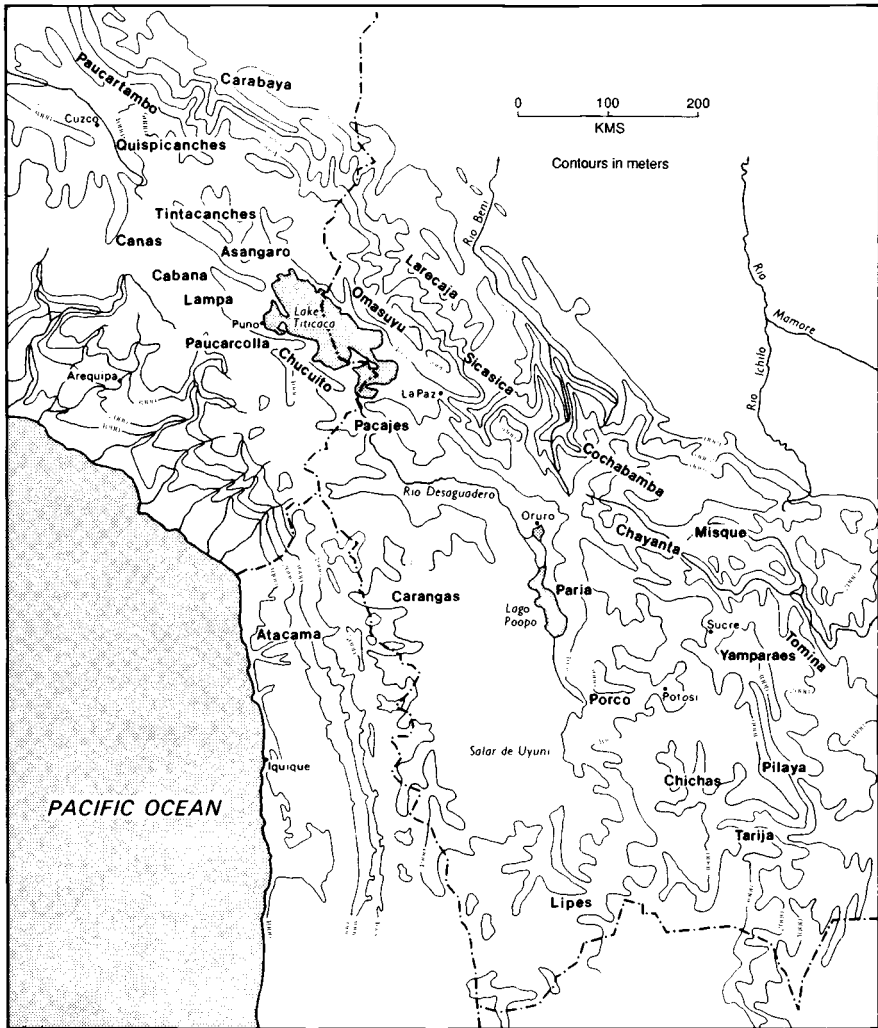 Carabaya
Paucartambo
Cuzco
Quispicanches
0 100 200
KMS
Contours in meters
Tintacanches
Canas
Asangaro
Cabana
Lampa
Lake
Titicaca
Puno
Paucarcolla
Chucuito
Arequipa
Omasuyu
Larecaja
Rio Beni
Sicasica
La Paz
Pacajes
Rio
Mamore
Rio Ichilo
Rio Desaguadero
Cochabamba
Oruro
Chayanta
Misque
Carangas
Paria
Lago
Poopo
Atacama
Sucre
Yamparaes
Tomina
Porco
Potosi
Salar de Uyuni
Iquique
Chichas
Pilaya
PACIFIC OCEAN
Tarija
Lipes